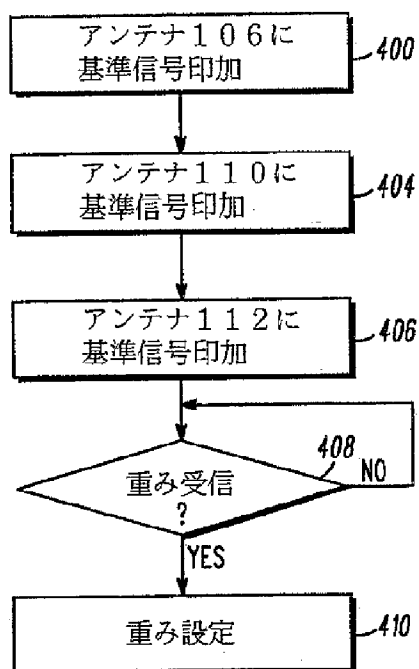 アンテナ１０６に
基準信号印加
400
アンテナ１１０に
基準信号印加
404
アンテナ１１２に
基準信号印加
406
重み受信
?
408
NO
YES
重み設定
410